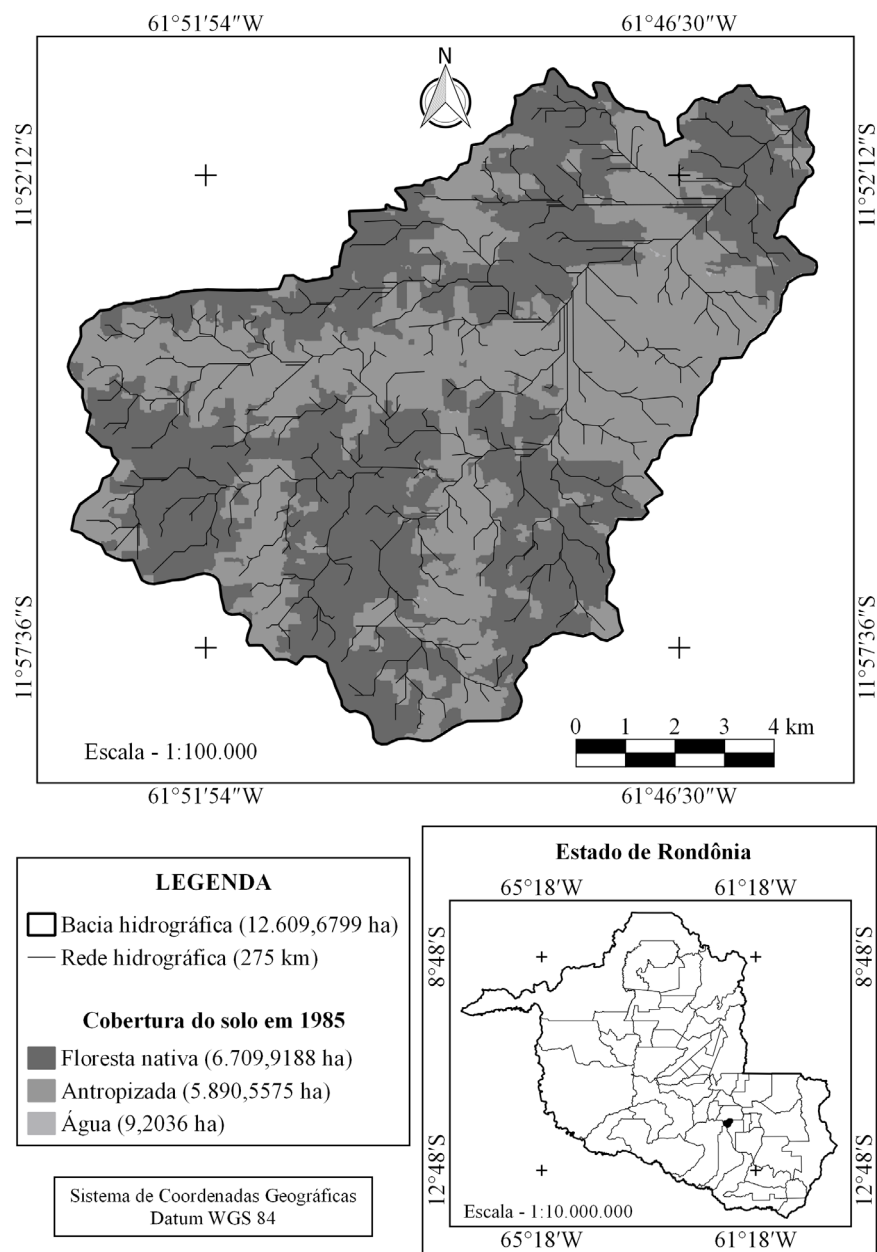 61°51'54"W
61°46'30"W
N
11°52'12"S
11°52'12"S
11°57'36"S
11°57'36"S
Escala - 1:100.000
0 1 2 3 4 km
61°51'54"W
61°46'30"W
LEGENDA
Bacia hidrográfica (12.609,6799 ha)
Rede hidrográfica (275 km)
Cobertura do solo em 1985
Floresta nativa (6.709,9188 ha)
Antropizada (5.890,5575 ha)
Água (9,2036 ha)
Sistema de Coordenadas Geográficas
Datum WGS 84
Estado de Rondônia
65°18'W
61°18'W
8°48'S
8°48'S
12°48'S
12°48'S
Escala - 1:10.000.000
65°18'W
61°18'W